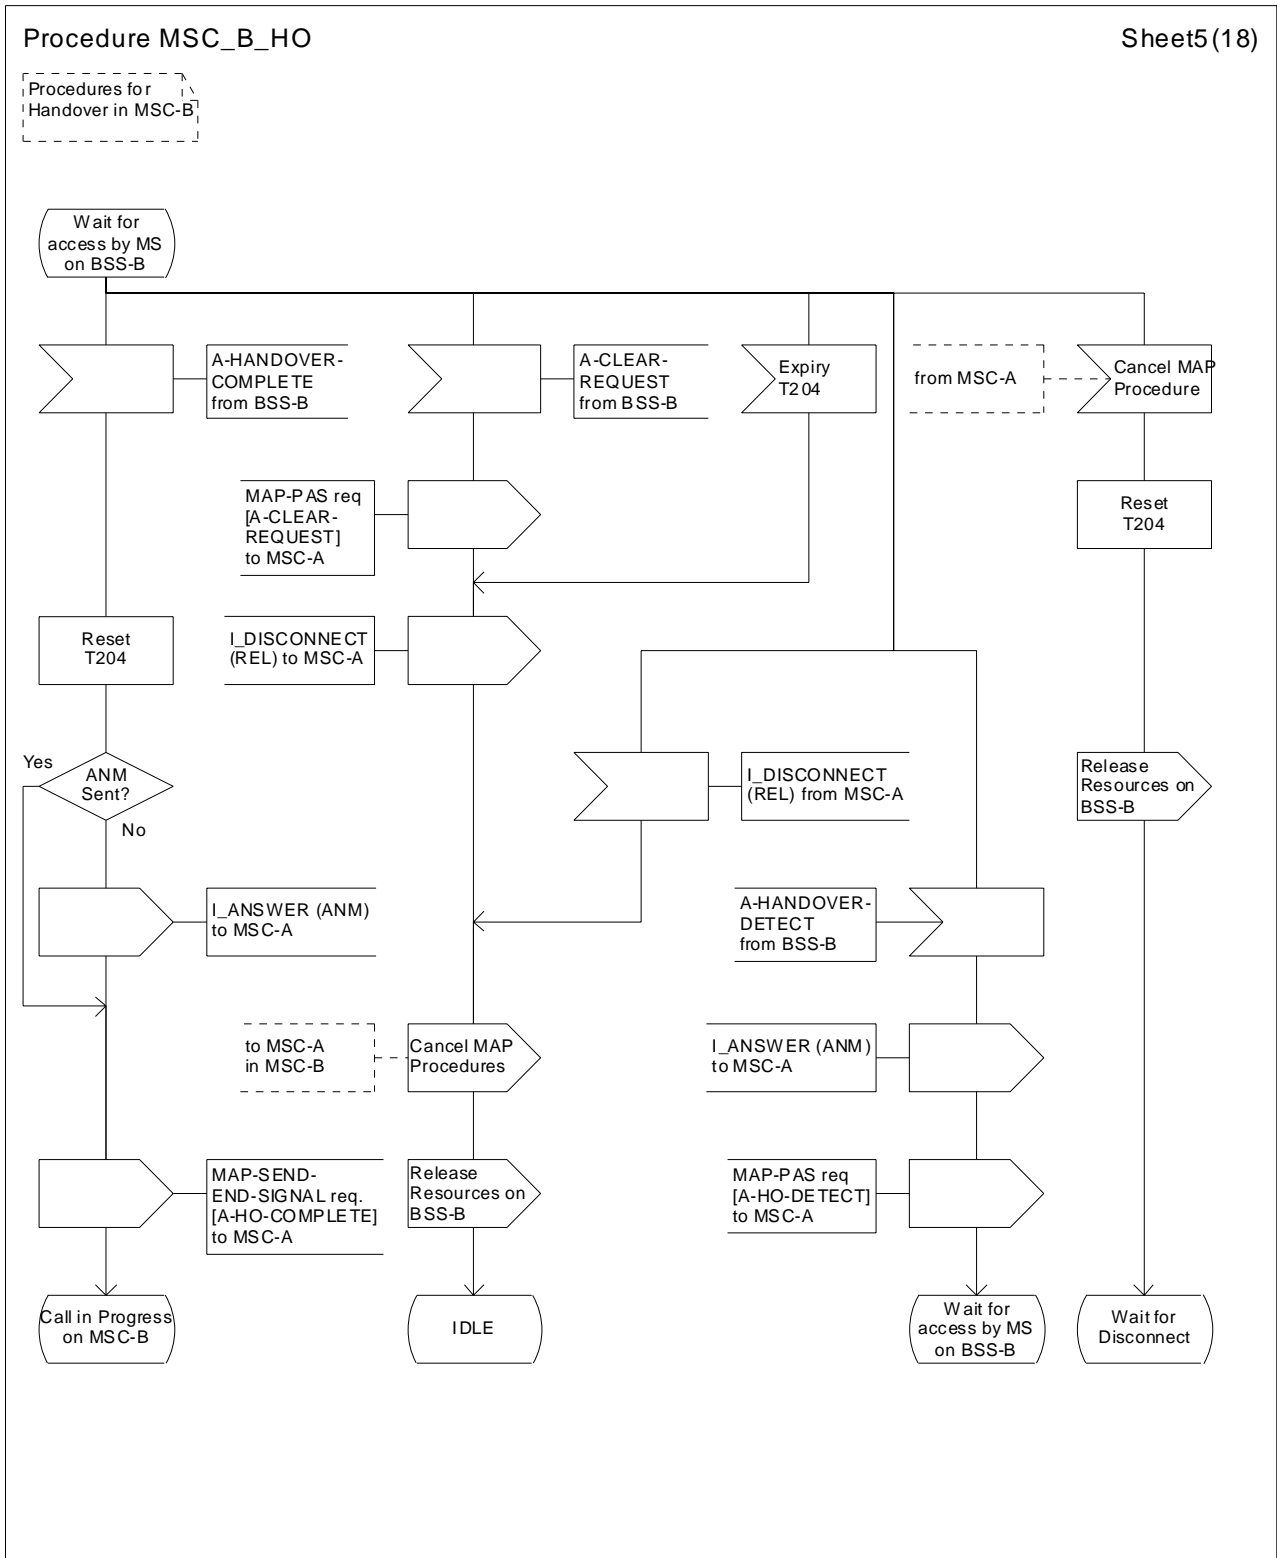 Procedure MSC_B_HO
Sheet5(18)
Procedures for
Handover in MSC-B
Wait for
access by MS
on BSS-B
A-HANDOVER-
COMPLETE
from BSS-B
A-CLEAR-
REQUEST
from BSS-B
Expiry
T204
from MSC-A
Cancel MAP
Procedure
MAP-PAS req
[A-CLEAR-
REQUEST]
to MSC-A
Reset
T204
Reset
T204
I_DISCONNECT
(REL) to MSC-A
Yes
ANM
Sent?
No
I_DISCONNECT
(REL) from MSC-A
Release
Resources on
BSS-B
I_ANSWER (ANM)
to MSC-A
A-HANDOVER-
DETECT
from BSS-B
to MSC-A
in MSC-B
Cancel MAP
Procedures
I_ANSWER (ANM)
to MSC-A
MAP-SEND-
END-SIGNAL req.
[A-HO-COMPLETE]
to MSC-A
Release
Resources on
BSS-B
MAP-PAS req
[A-HO-DETECT]
to MSC-A
Call in Progress
on MSC-B
IDLE
Wait for
access by MS
on BSS-B
Wait for
Disconnect